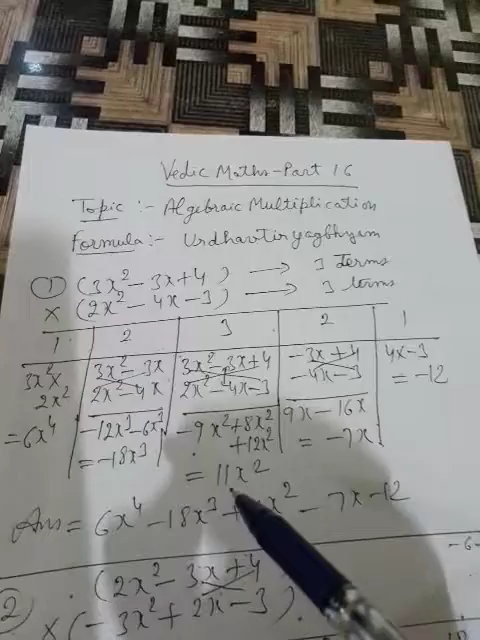 Vedic Maths-Part 16
Topic :- Algebraic Multiplication
Formula:- Urdhavtiryagbhyam
① (3x² - 3x + 4) → 3 Terms
× (2x² - 4x - 3) → 3 terms
1 2 3 2 1
3x²× 3x² - 3x 3x² - 3x + 4 -3x + 4 4x-3
2x² 2x² - 4x 2x² - 4x - 3 -4x - 3 = -12
= 6x⁴ -12x³ - 6x³ -9x² + 8x² 9x - 16x
= -18x³ + 12x² = -7x
= 11x²
Ans = 6x⁴ - 18x³ + x² - 7x - 12
② (2x² - 3x + 4
× (-3x² + 2x - 3)
-6-